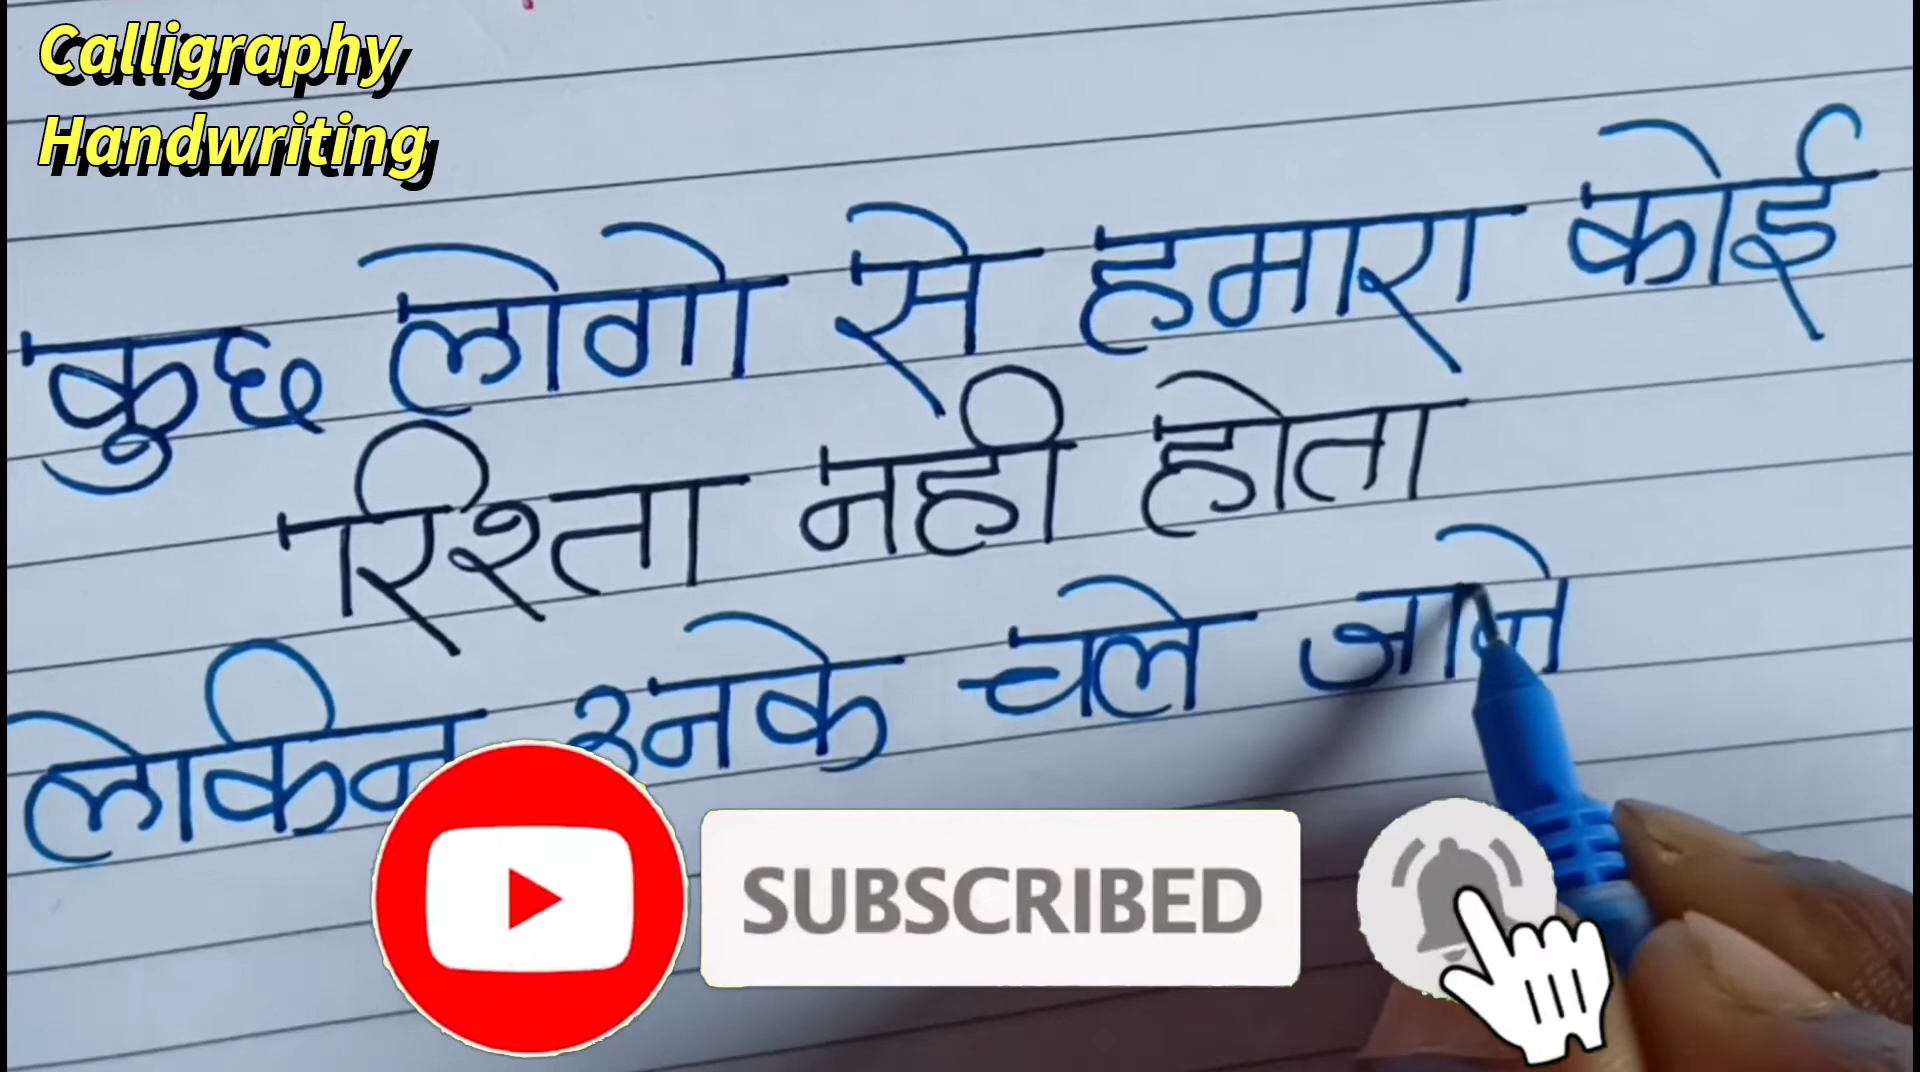 Calligraphy
Handwriting
कुछ लोगो से हमारा कोई
रिश्ता नही होता
लेकिन उनके चले जाने
SUBSCRIBED